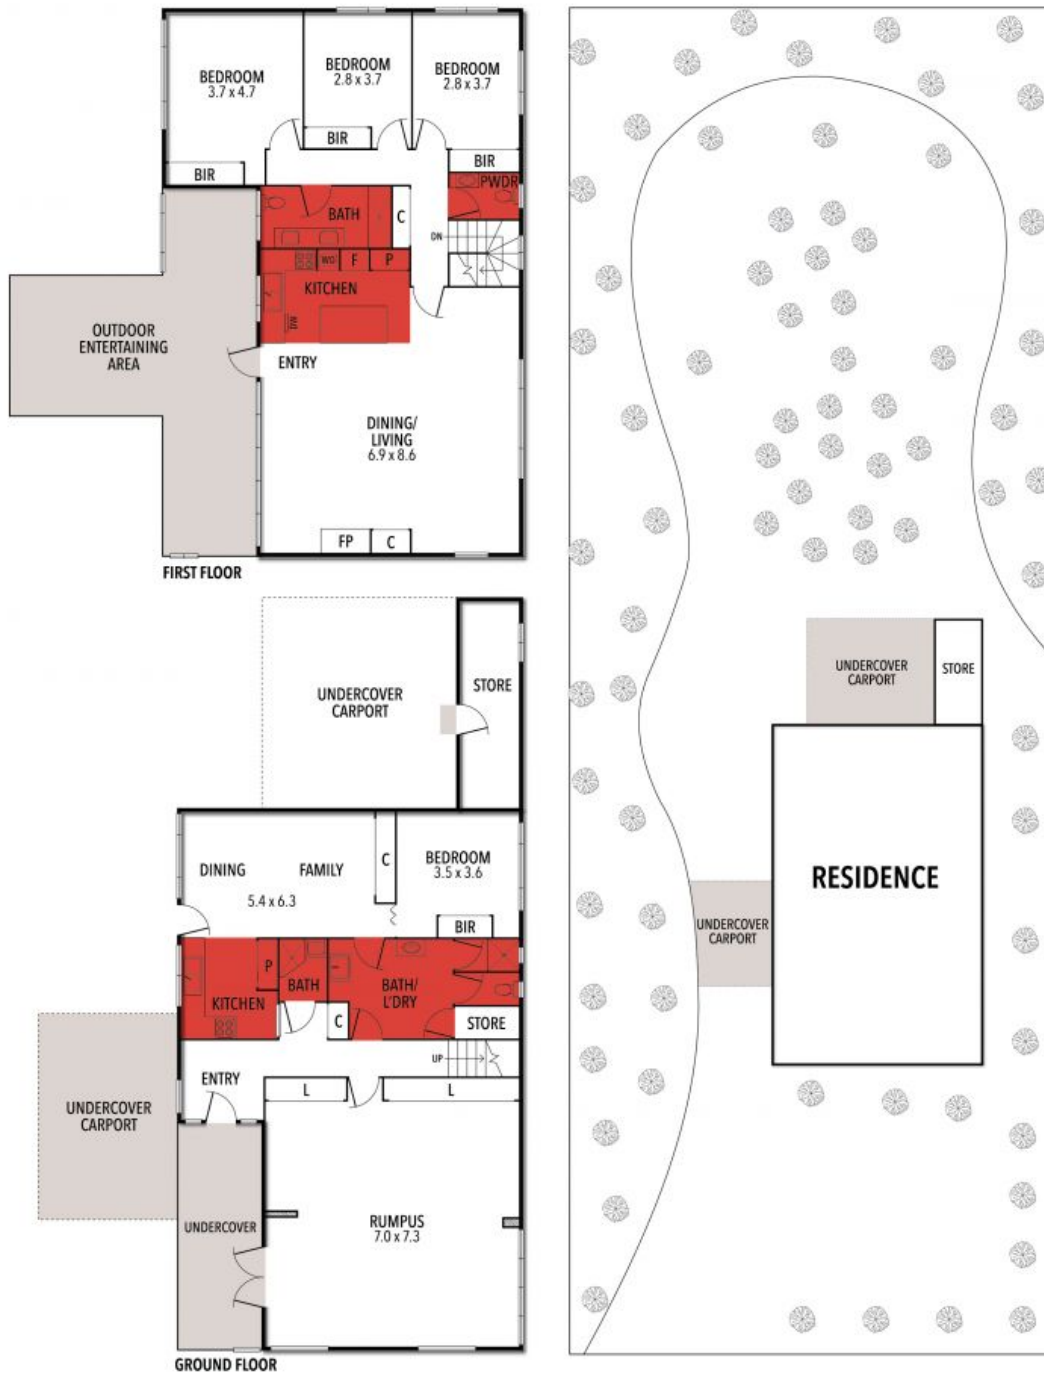 BEDROOM
3.7 x 4.7
BEDROOM
2.8 x 3.7
BEDROOM
2.8 x 3.7
BIR
BIR
BIR
PWDR
BATH
C
DN
WO
F
P
KITCHEN
DW
OUTDOOR
ENTERTAINING
AREA
ENTRY
DINING/
LIVING
6.9 x 8.6
FP
C
FIRST FLOOR
UNDERCOVER
CARPORT
STORE
DINING
FAMILY
5.4 x 6.3
C
BEDROOM
3.5 x 3.6
BIR
P
KITCHEN
BATH
BATH/
L'DRY
C
STORE
UP
ENTRY
L
L
UNDERCOVER
CARPORT
UNDERCOVER
RUMPUS
7.0 x 7.3
GROUND FLOOR
UNDERCOVER
CARPORT
STORE
RESIDENCE
UNDERCOVER
CARPORT